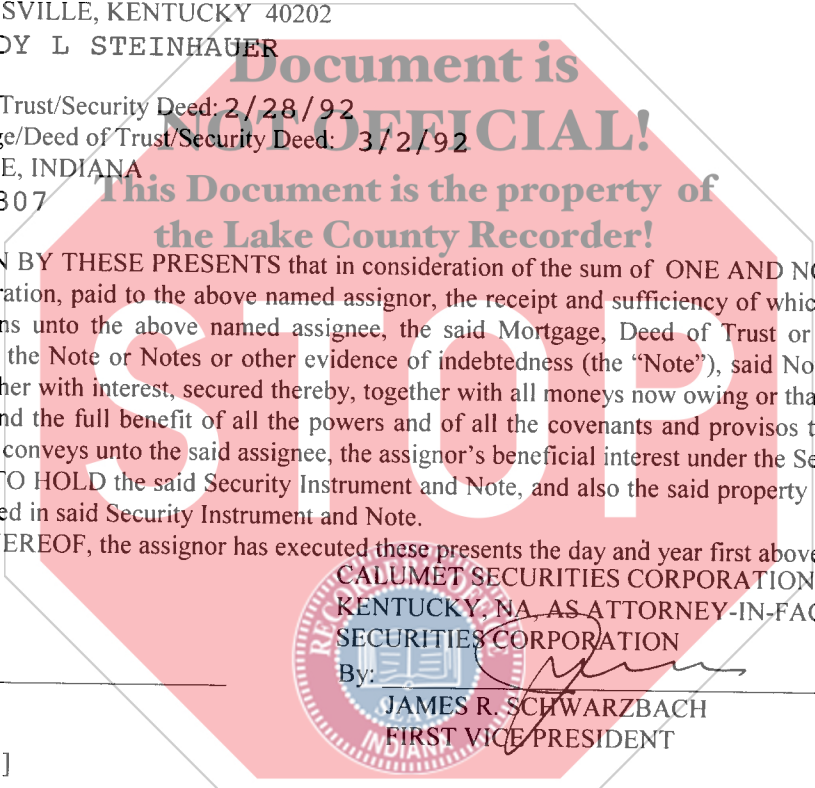 SVILLE, KENTUCKY 40202
DY L STEINHAUER
Document is
Trust/Security Deed: 2/28/92
NOT OFFICIAL!
ge/Deed of Trust/Security Deed: 3/2/92
E, INDIANA
This Document is the property of
307
the Lake County Recorder!
N BY THESE PRESENTS that in consideration of the sum of ONE AND NO
ration, paid to the above named assignor, the receipt and sufficiency of whic
ns unto the above named assignee, the said Mortgage, Deed of Trust or
the Note or Notes or other evidence of indebtedness (the “Note”), said No
her with interest, secured thereby, together with all moneys now owing or tha
nd the full benefit of all the powers and of all the covenants and provisos t
conveys unto the said assignee, the assignor's beneficial interest under the Se
TO HOLD the said Security Instrument and Note, and also the said property
ed in said Security Instrument and Note.
EREOF, the assignor has executed these presents the day and year first above
STOP
CALUMET SECURITIES CORPORATION
KENTUCKY, NA, AS ATTORNEY-IN-FAC
SECURITIES CORPORATION
By:
JAMES R. SCHWARZBACH
FIRST VICE PRESIDENT
RECORDER'S OFFICE
SEAL
INDIANA
]